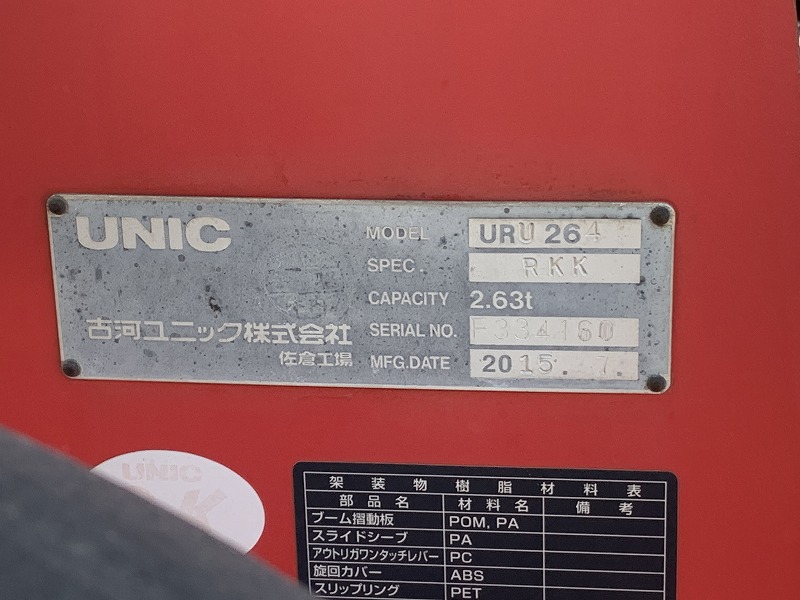 UNIC
MODEL URU264
SPEC. RKK
CAPACITY 2.63t
古河ユニック株式会社
佐倉工場
SERIAL NO. F334160
MFG.DATE 2015. 7.
UNIC
架装物樹脂材料表
部品名 材料名 備考
ブーム摺動板 POM, PA
スライドシーブ PA
アウトリガワンタッチレバー PC
旋回カバー ABS
スリップリング PET